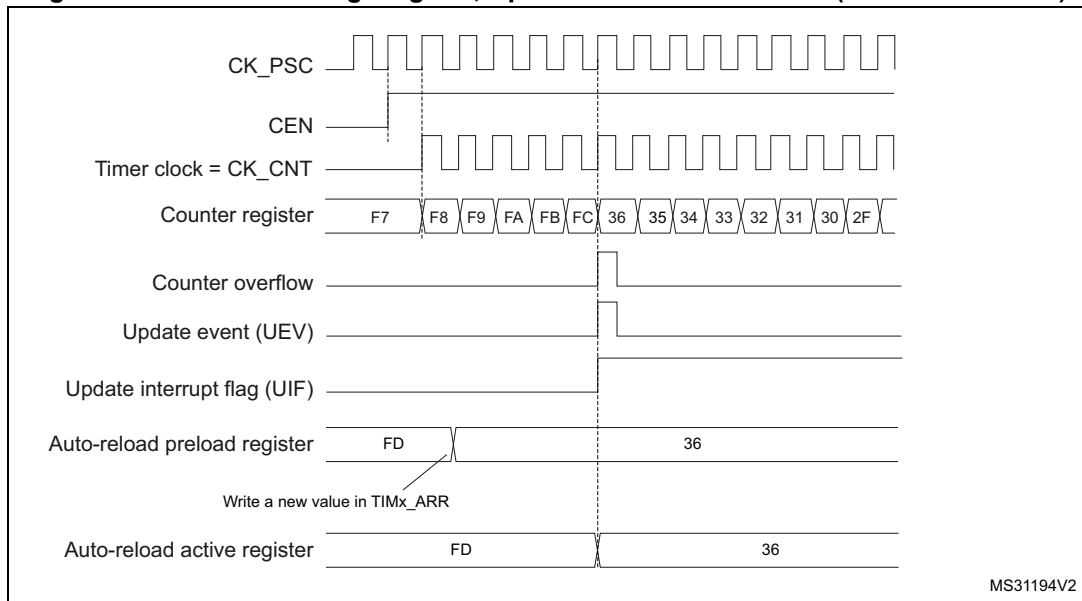 CK_PSC
CEN
Timer clock = CK_CNT
Counter register F7 F8 F9 FA FB FC 36 35 34 33 32 31 30 2F
Counter overflow
Update event (UEV)
Update interrupt flag (UIF)
Auto-reload preload register FD 36
Write a new value in TIMx_ARR
Auto-reload active register FD 36
MS31194V2